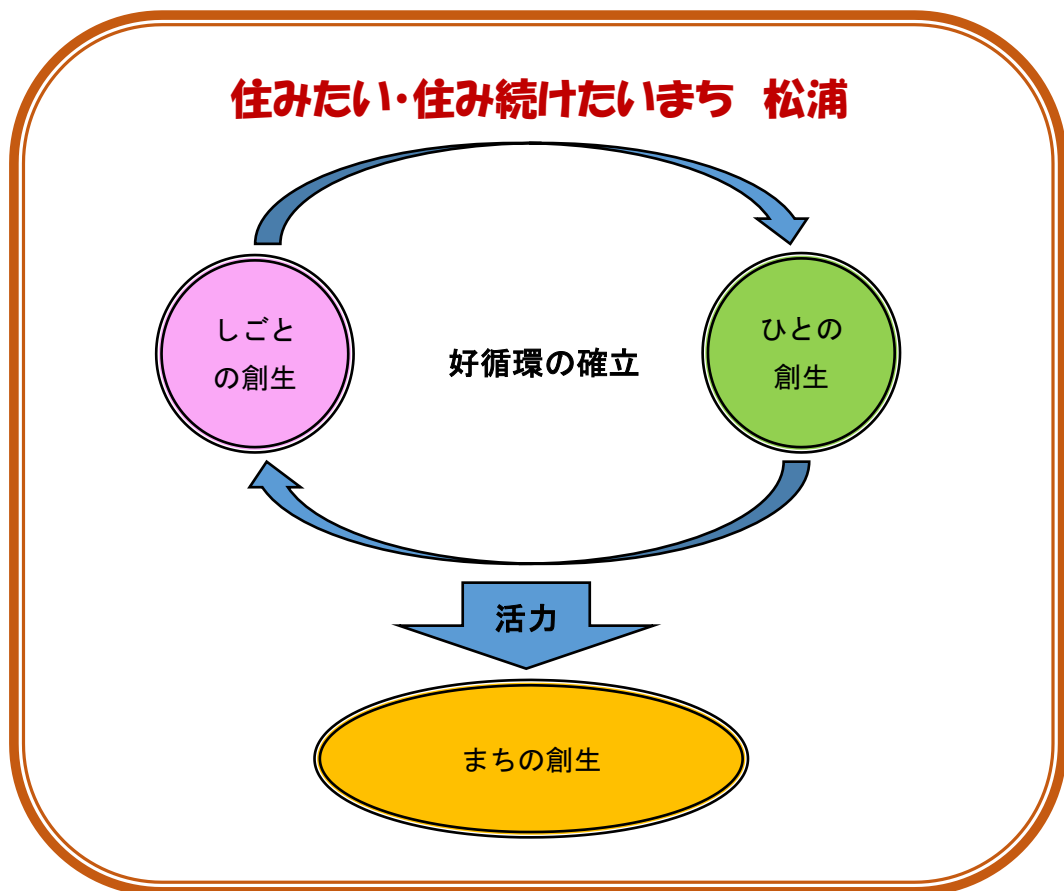 住みたい・住み続けたいまち　松浦
しごと
の創生
好循環の確立
ひとの
創生
活力
まちの創生